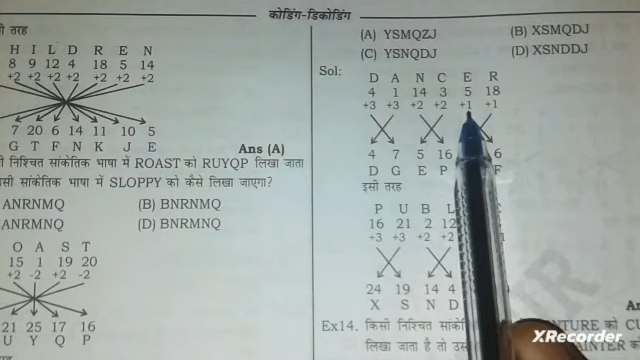 कोडिंग-डिकोडिंग
ी तरह
H I L D R E N
8 9 12 4 18 5 14
+2 +2 +2 +2 +2 +2 +2
7 20 6 14 11 10 5
G T F N K J E
Ans (A)
ी निश्चित सांकेतिक भाषा में ROAST को RUYQP लिखा जाता
सी सांकेतिक भाषा में SLOPPY को कैसे लिखा जाएगा?
ANRNMQ (B) BNRNMQ
ANRMNQ (D) BNRMNQ
O A S T
15 1 19 20
+2 -2 +2 -2
21 25 17 16
U Y Q P
(A) YSMQZJ (B) XSMQDJ
(C) YSNQDJ (D) XSNDDJ
Sol:
D A N C E R
4 1 14 3 5 18
+3 +3 +2 +2 +1 +1
4 7 5 16 6
D G E P F
इसी तरह
P U B L
16 21 2 12
+3 +3 +2 +2
24 19 14 4
X S N D
Ex14. किसी निश्चित सांके ATURE को CU
लिखा जाता है तो उस AINTER क
XRecorder